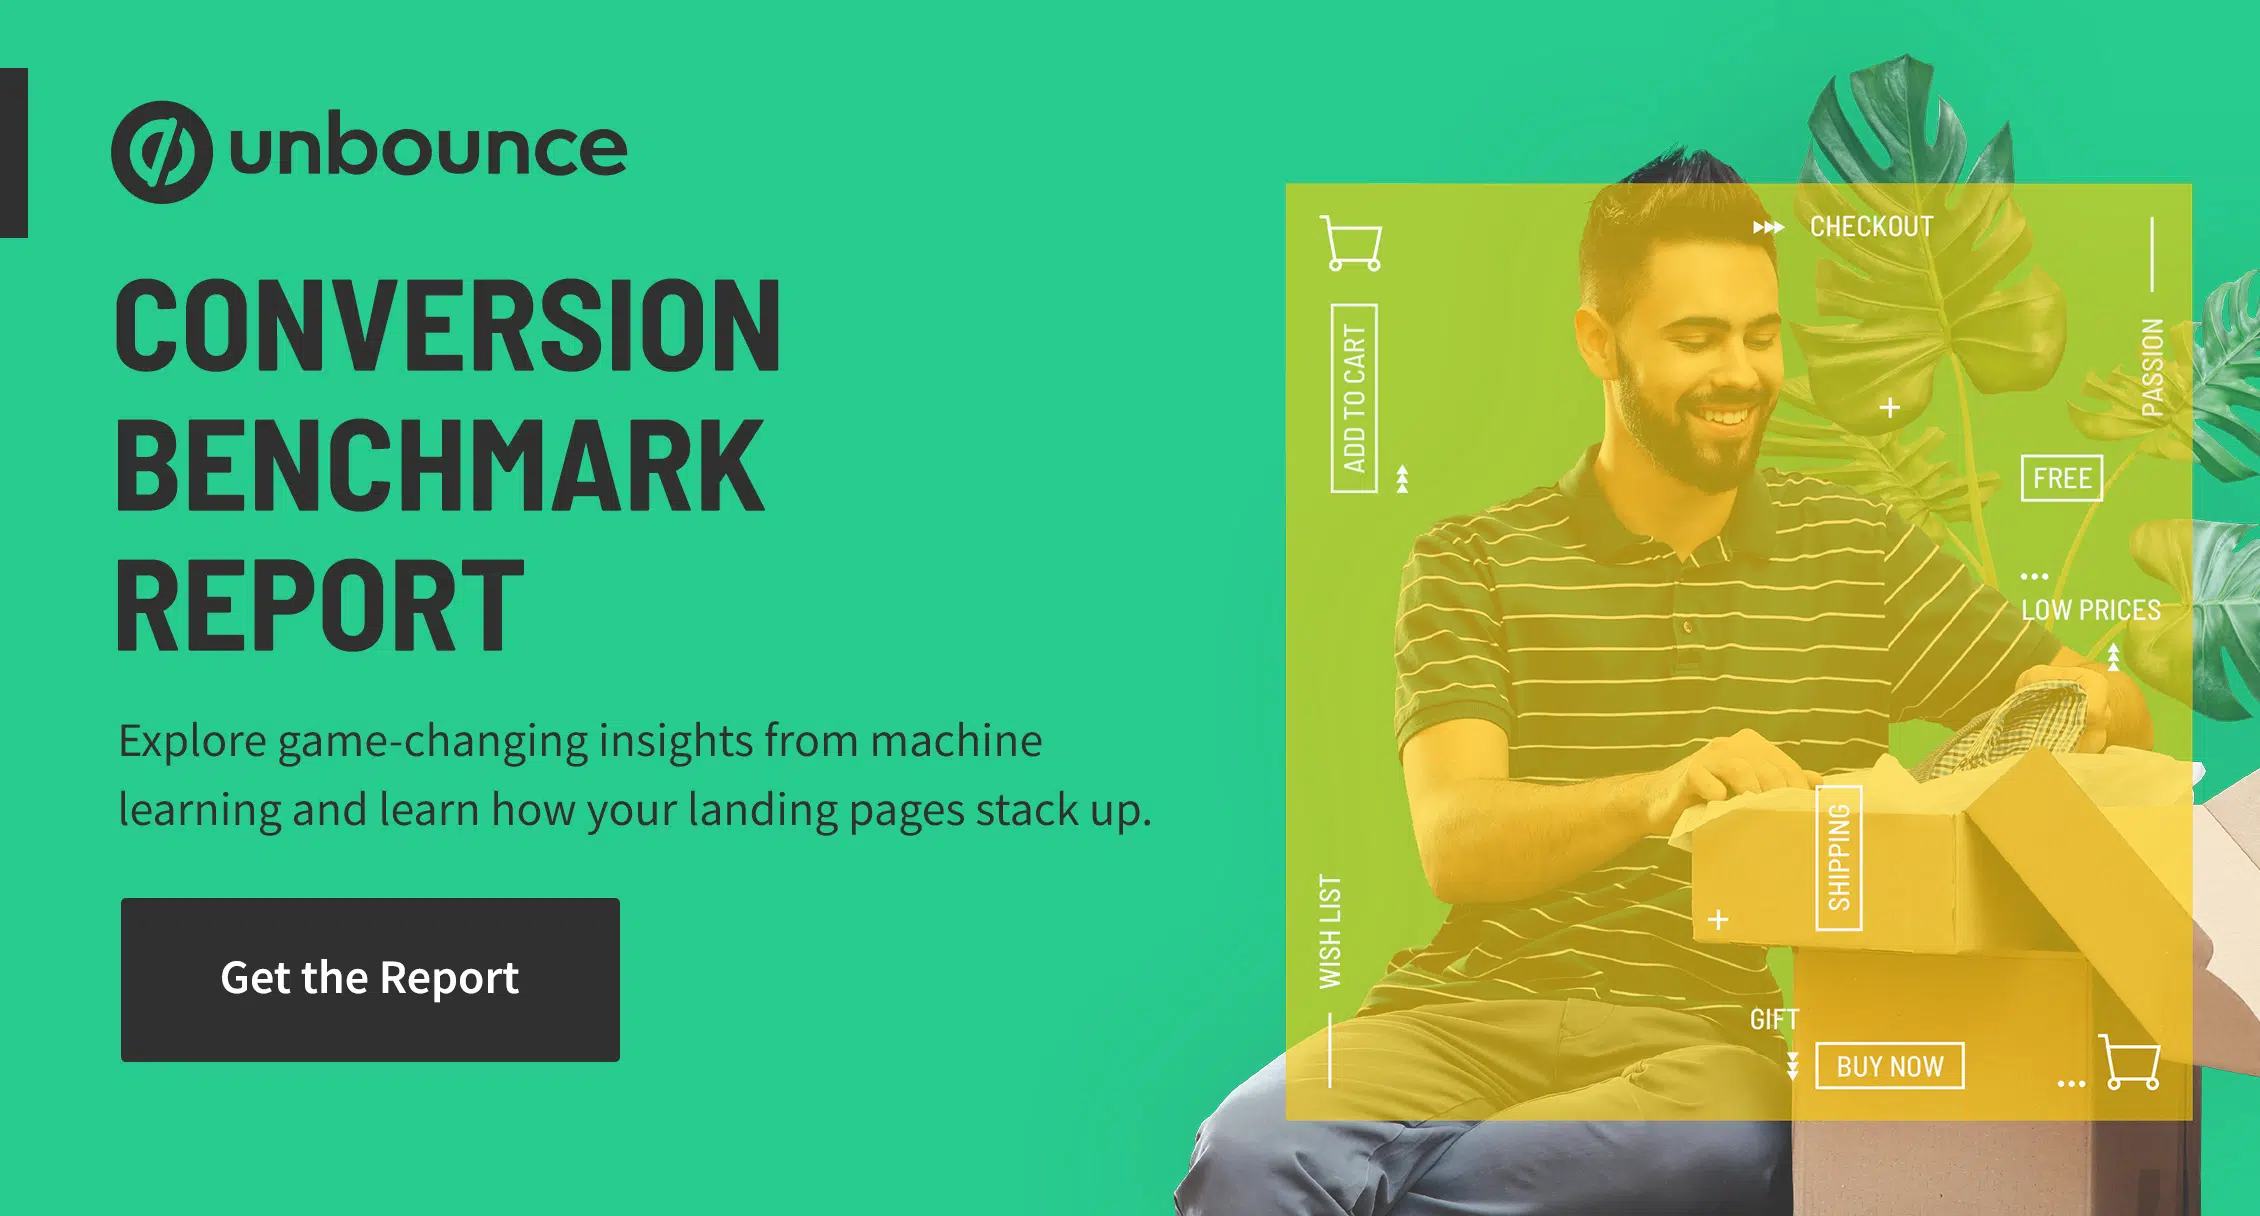 unbounce
CONVERSION
BENCHMARK
REPORT
Explore game-changing insights from machine
learning and learn how your landing pages stack up.
Get the Report
CHECKOUT
ADD TO CART
PASSION
FREE
LOW PRICES
SHIPPING
WISH LIST
GIFT
BUY NOW